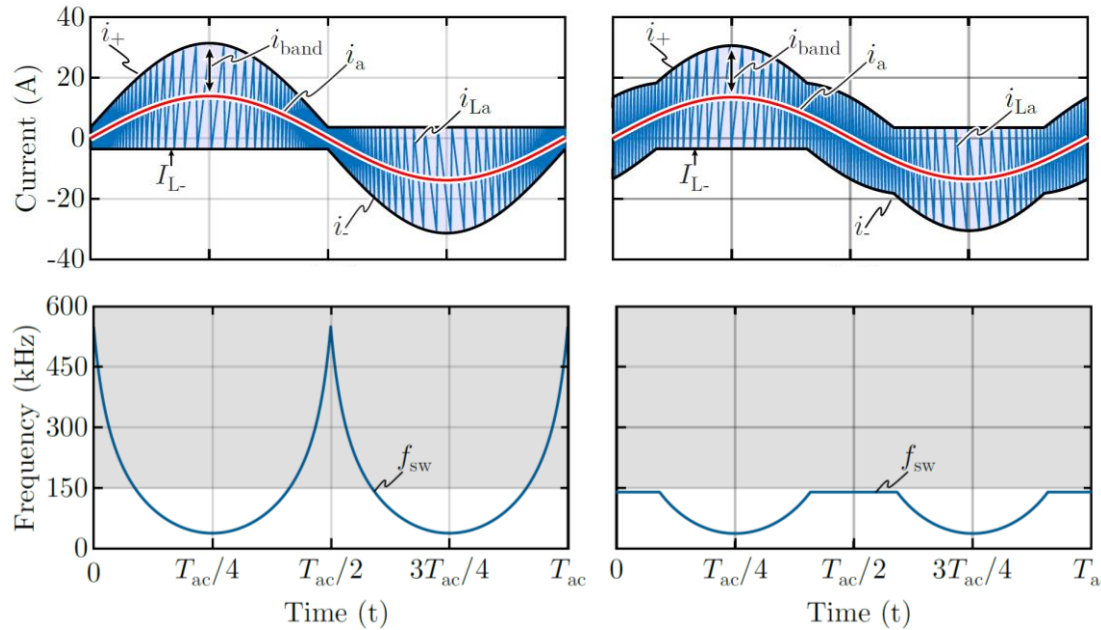 40
20
0
-20
-40
Current (A)
i+
iband
ia
iLa
IL-
i-
i+
iband
ia
iLa
IL-
i-
600
450
300
150
0
Frequency (kHz)
fsw
0 Tac/4 Tac/2 3Tac/4 Tac
Time (t)
fsw
0 Tac/4 Tac/2 3Tac/4 Ta
Time (t)